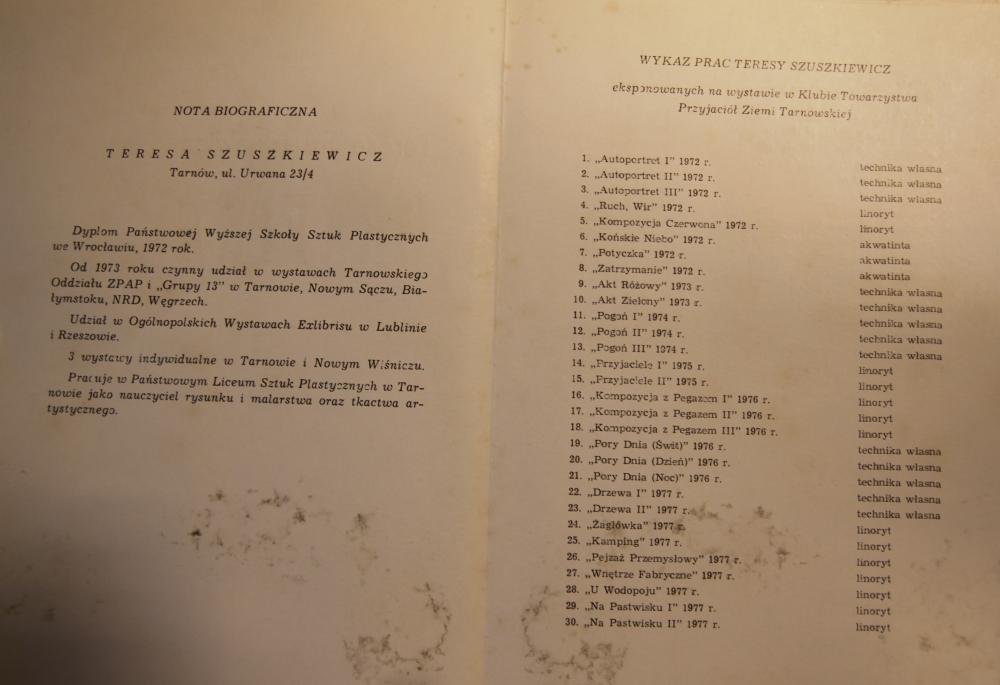 NOTA BIOGRAFICZNA
TERESA SZUSZKIEWICZ
Tarnów, ul. Urwana 23/4
Dyplom Państwowej Wyższej Szkoły Sztuk Plastycznych
we Wrocławiu, 1972 rok.
Od 1973 roku czynny udział w wystawach Tarnowskiego
Oddziału ZPAP i „Grupy 13" w Tarnowie, Nowym Sączu, Bia-
łymstoku, NRD, Węgrzech.
Udział w Ogólnopolskich Wystawach Exlibrisu w Lublinie
i Rzeszowie.
3 wystawy indywidualne w Tarnowie i Nowym Wiśniczu.
Pracuje w Państwowym Liceum Sztuk Plastycznych w Tar-
nowie jako nauczyciel rysunku i malarstwa oraz tkactwa ar-
tystycznego.
WYKAZ PRAC TERESY SZUSZKIEWICZ
eksponowanych na wystawie w Klubie Towarzystwa
Przyjaciół Ziemi Tarnowskiej
1. „Autoportret I" 1972 r. technika własna
2. „Autoportret II" 1972 r. technika własna
3. „Autoportret III" 1972 r. technika własna
4. „Ruch, Wir" 1972 r. linoryt
5. „Kompozycja Czerwona" 1972 r. linoryt
6. „Końskie Niebo" 1972 r. akwatinta
7. „Potyczka" 1972 r. akwatinta
8. „Zatrzymanie" 1972 r. akwatinta
9. „Akt Różowy" 1973 r. technika własna
10. „Akt Zielony" 1973 r. technika własna
11. „Pogoń I" 1974 r. technika własna
12. „Pogoń II" 1974 r. technika własna
13. „Pogoń III" 1974 r. technika własna
14. „Przyjaciele I" 1975 r. linoryt
15. „Przyjaciele II" 1975 r. linoryt
16. „Kompozycja z Pegazem I" 1976 r. linoryt
17. „Kompozycja z Pegazem II" 1976 r. linoryt
18. „Kompozycja z Pegazem III" 1976 r. linoryt
19. „Pory Dnia (Świt)" 1976 r. technika własna
20. „Pory Dnia (Dzień)" 1976 r. technika własna
21. „Pory Dnia (Noc)" 1976 r. technika własna
22. „Drzewa I" 1977 r. technika własna
23. „Drzewa II" 1977 r. technika własna
24. „Żaglówka" 1977 r. linoryt
25. „Kamping" 1977 r. linoryt
26. „Pejzaż Przemysłowy" 1977 r. linoryt
27. „Wnętrze Fabryczne" 1977 r. linoryt
28. „U Wodopoju" 1977 r. linoryt
29. „Na Pastwisku I" 1977 r. linoryt
30. „Na Pastwisku II" 1977 r. linoryt